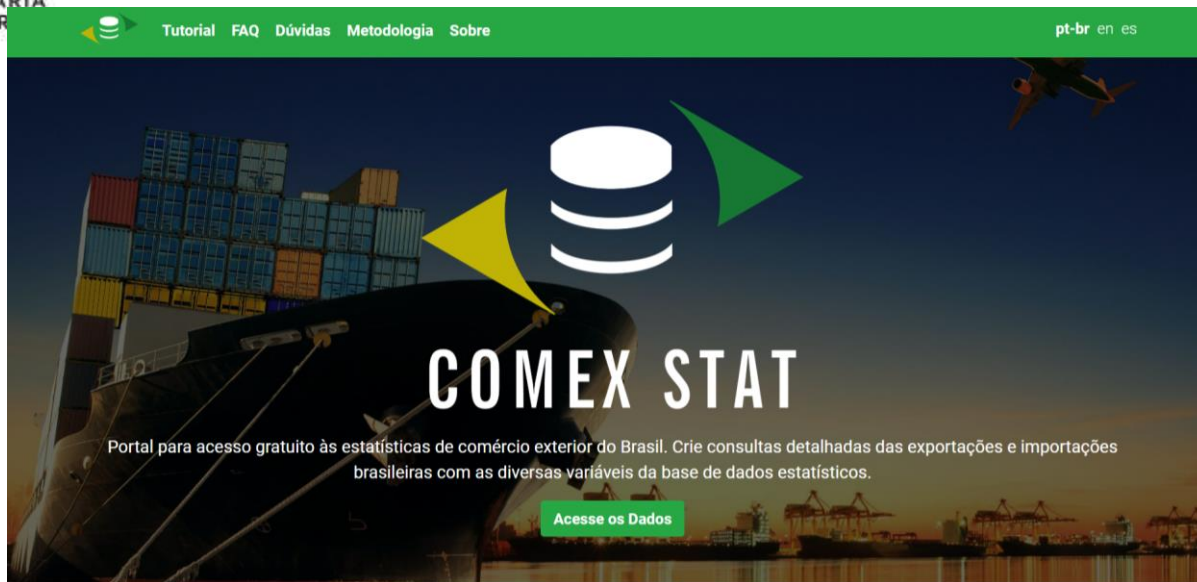 Tutorial FAQ Dúvidas Metodologia Sobre
pt-br en es
COMEX STAT
Portal para acesso gratuito às estatísticas de comércio exterior do Brasil. Crie consultas detalhadas das exportações e importações
brasileiras com as diversas variáveis da base de dados estatísticos.
Acesse os Dados